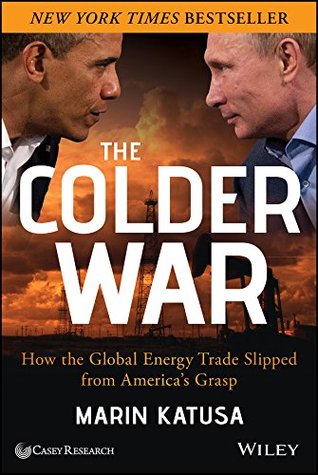 NEW YORK TIMES BESTSELLER
THE
COLDER
WAR
How the Global Energy Trade Slipped
from America's Grasp
MARIN KATUSA
CASEY RESEARCH
WILEY